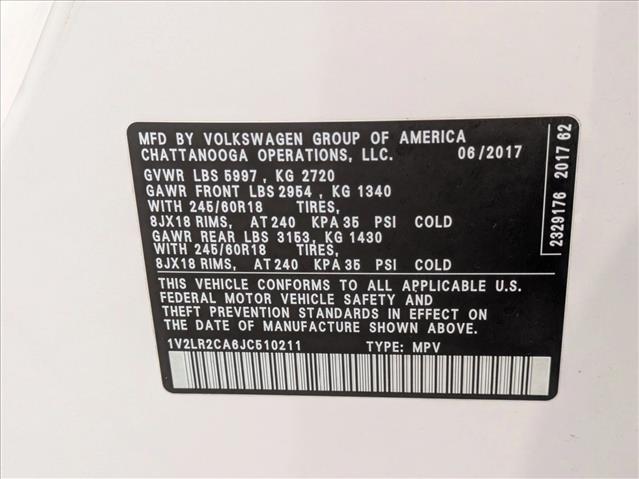 MFD BY VOLKSWAGEN GROUP OF AMERICA
CHATTANOOGA OPERATIONS, LLC. 06/2017
GVWR LBS 5997 , KG 2720
GAWR FRONT LBS 2954 , KG 1340
WITH 245/60R18 TIRES,
8JX18 RIMS, AT 240 KPA 35 PSI COLD
GAWR REAR LBS 3153, KG 1430
WITH 245/60R18 TIRES,
8JX18 RIMS, AT 240 KPA 35 PSI COLD
THIS VEHICLE CONFORMS TO ALL APPLICABLE U.S.
FEDERAL MOTOR VEHICLE SAFETY AND
THEFT PREVENTION STANDARDS IN EFFECT ON
THE DATE OF MANUFACTURE SHOWN ABOVE.
1V2LR2CA6JC510211 TYPE: MPV
2329176 2017 62